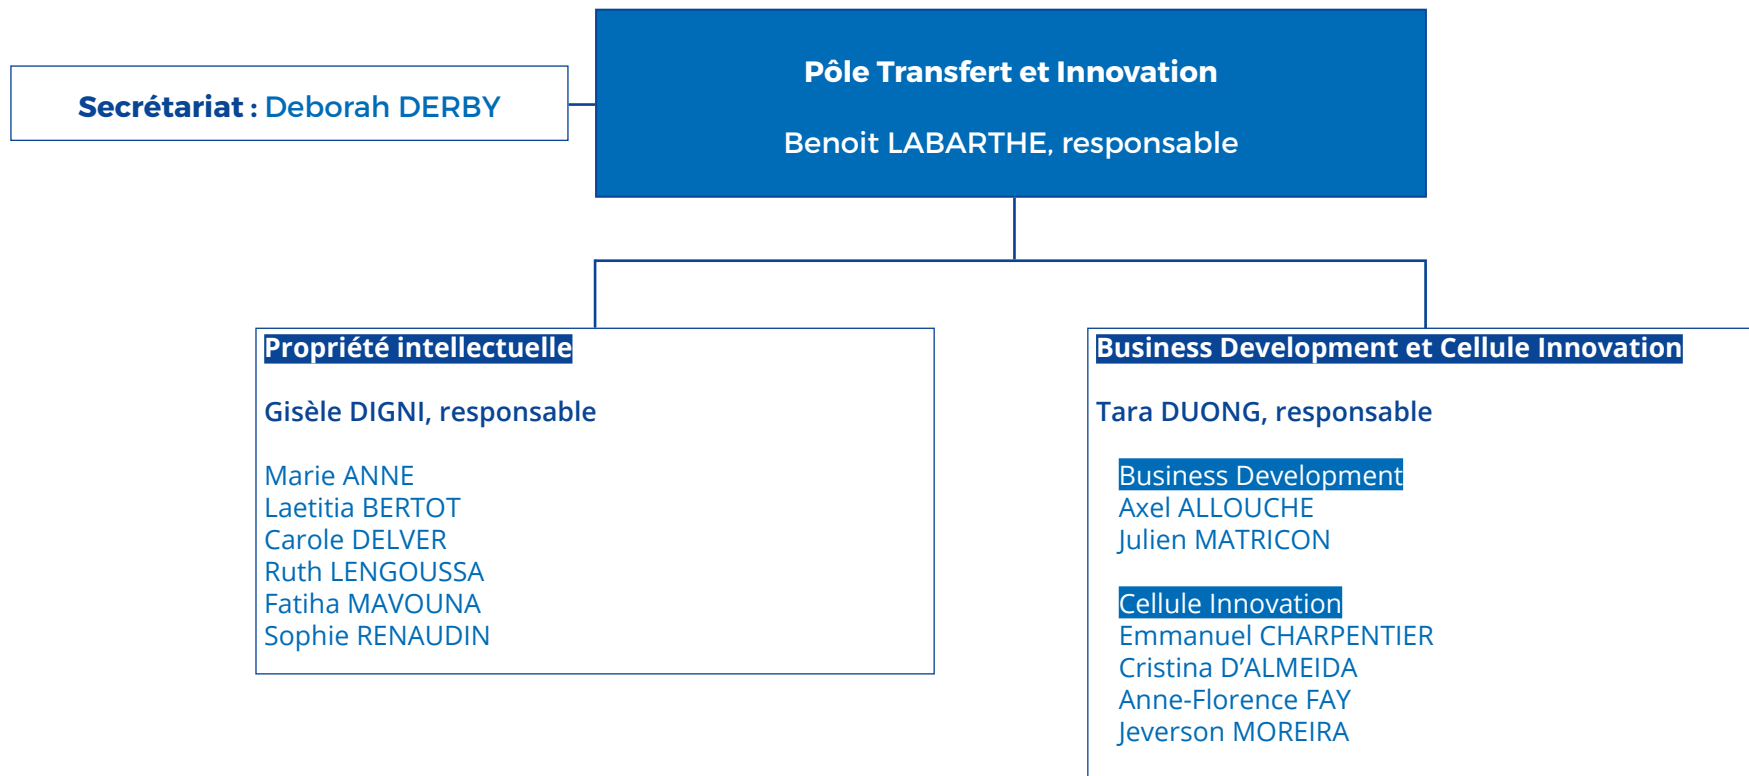 Pôle Transfert et Innovation
Benoit LABARTHE, responsable
Secrétariat : Deborah DERBY
Propriété intellectuelle
Gisèle DIGNI, responsable
Marie ANNE
Laetitia BERTOT
Carole DELVER
Ruth LENGOUSSA
Fatiha MAVOUNA
Sophie RENAUDIN
Business Development et Cellule Innovation
Tara DUONG, responsable
Business Development
Axel ALLOUCHE
Julien MATRICON
Cellule Innovation
Emmanuel CHARPENTIER
Cristina D’ALMEIDA
Anne-Florence FAY
Jeverson MOREIRA